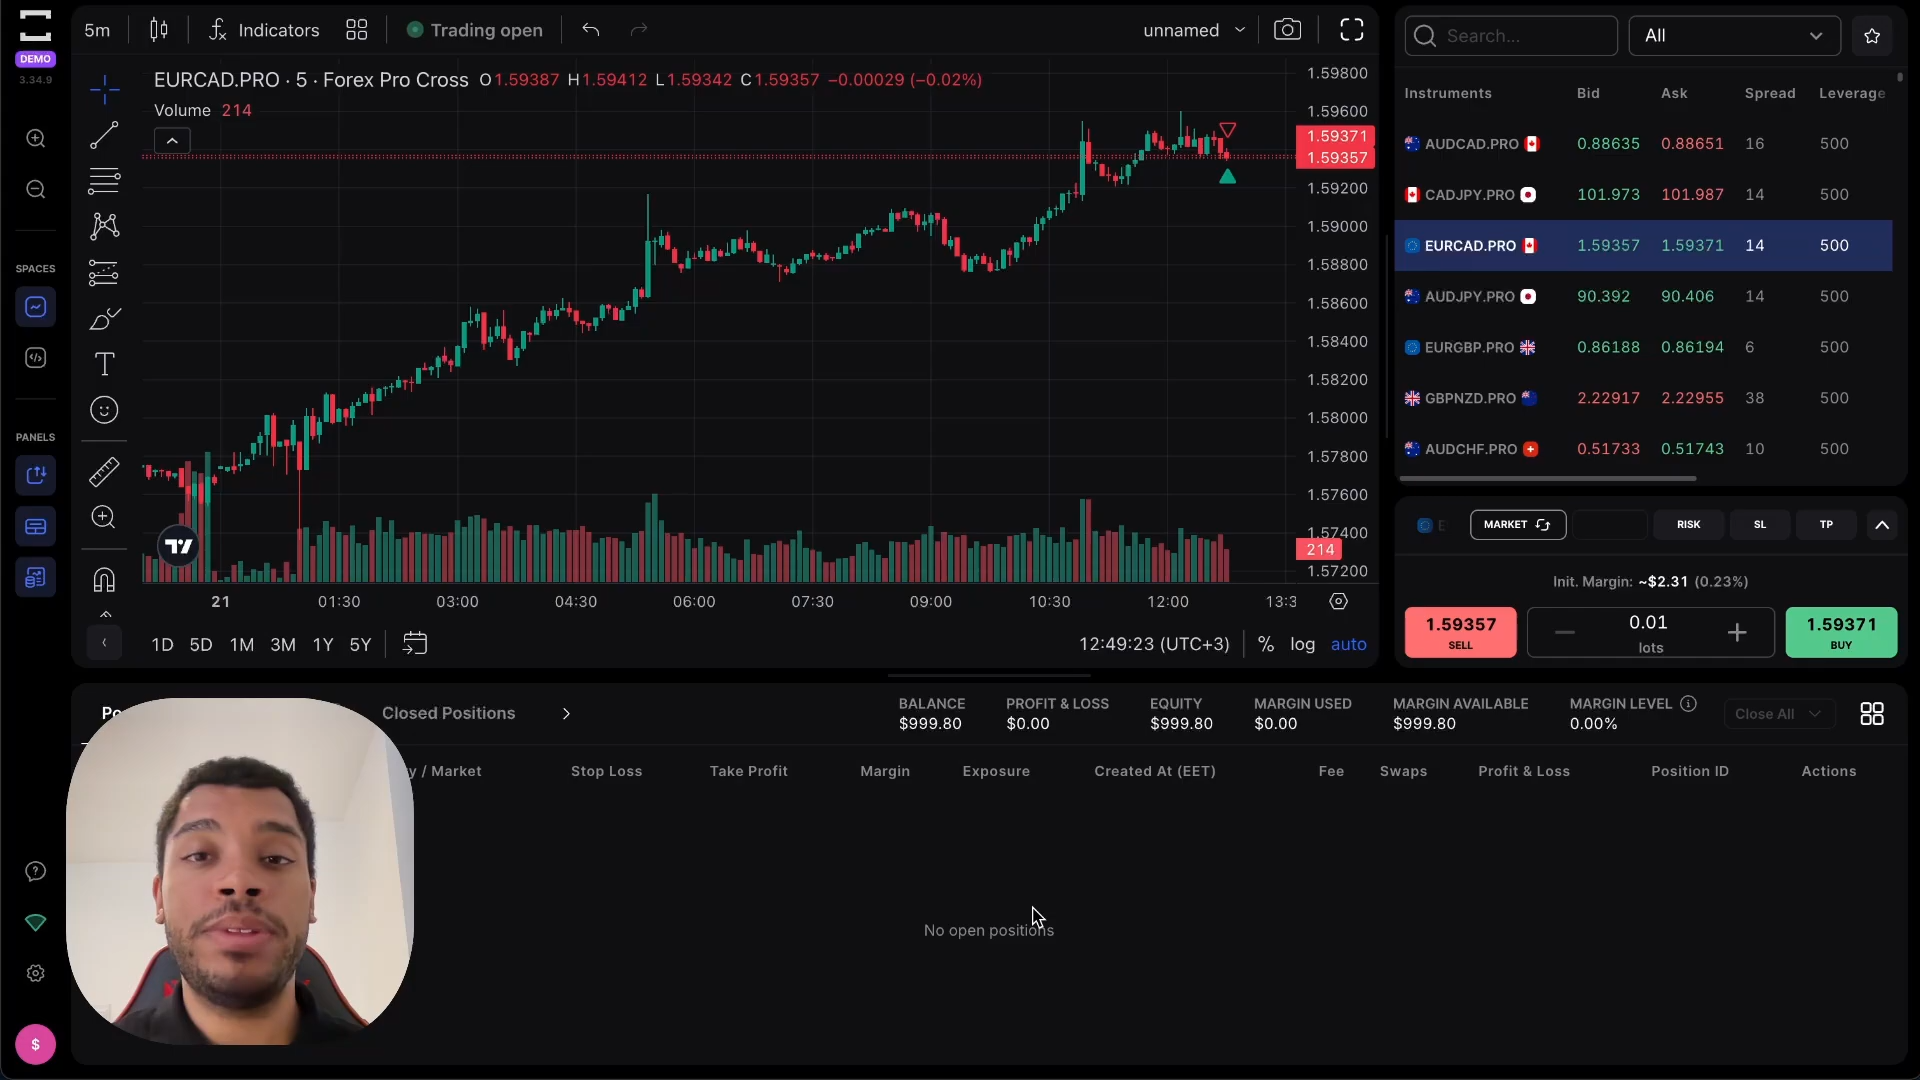 DEMO
3.34.9
SPACES
PANELS
$
5m
Indicators
Trading open
unnamed
EURCAD.PRO · 5 · Forex Pro Cross O1.59387 H1.59412 L1.59342 C1.59357 −0.00029 (−0.02%)
Volume 214
1.59800
1.59600
1.59371
1.59357
1.59200
1.59000
1.58800
1.58600
1.58400
1.58200
1.58000
1.57800
1.57600
1.57400
214
1.57200
21 01:30 03:00 04:30 06:00 07:30 09:00 10:30 12:00 13:3
1D 5D 1M 3M 1Y 5Y
12:49:23 (UTC+3) % log auto
Search... All
Instruments Bid Ask Spread Leverage
AUDCAD.PRO 0.88635 0.88651 16 500
CADJPY.PRO 101.973 101.987 14 500
EURCAD.PRO 1.59357 1.59371 14 500
AUDJPY.PRO 90.392 90.406 14 500
EURGBP.PRO 0.86188 0.86194 6 500
GBPNZD.PRO 2.22917 2.22955 38 500
AUDCHF.PRO 0.51733 0.51743 10 500
E MARKET RISK SL TP
Init. Margin: ~$2.31 (0.23%)
1.59357 SELL
0.01 lots
1.59371 BUY
Po
Closed Positions
BALANCE PROFIT & LOSS EQUITY MARGIN USED MARGIN AVAILABLE MARGIN LEVEL
$999.80 $0.00 $999.80 $0.00 $999.80 0.00%
Close All
y / Market Stop Loss Take Profit Margin Exposure Created At (EET) Fee Swaps Profit & Loss Position ID Actions
No open positions